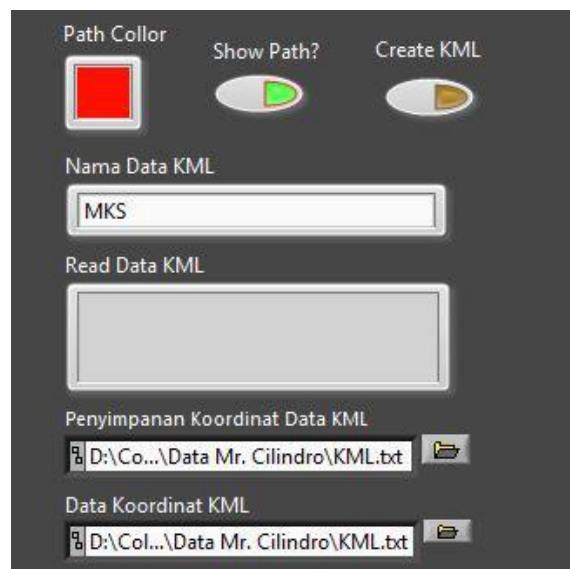 Path Collor
Show Path?
Create KML
Nama Data KML
MKS
Read Data KML
Penyimpanan Koordinat Data KML
D:\Co...\Data Mr. Cilindro\KML.txt
Data Koordinat KML
D:\Col...\Data Mr. Cilindro\KML.txt